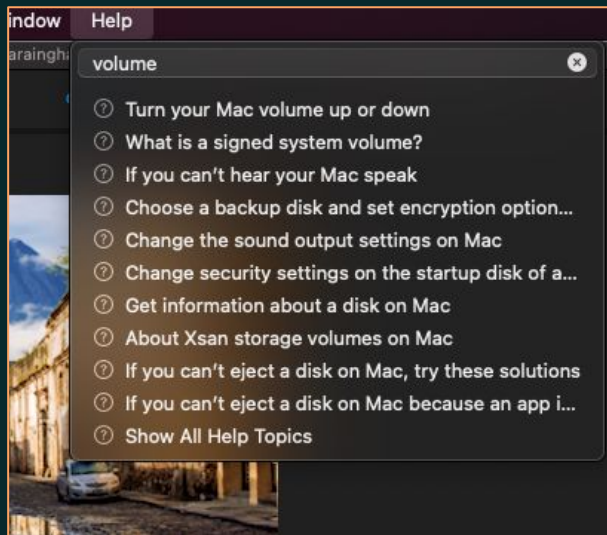 indow Help
araingh
volume
Turn your Mac volume up or down
What is a signed system volume?
If you can't hear your Mac speak
Choose a backup disk and set encryption option...
Change the sound output settings on Mac
Change security settings on the startup disk of a...
Get information about a disk on Mac
About Xsan storage volumes on Mac
If you can't eject a disk on Mac, try these solutions
If you can't eject a disk on Mac because an app i...
Show All Help Topics